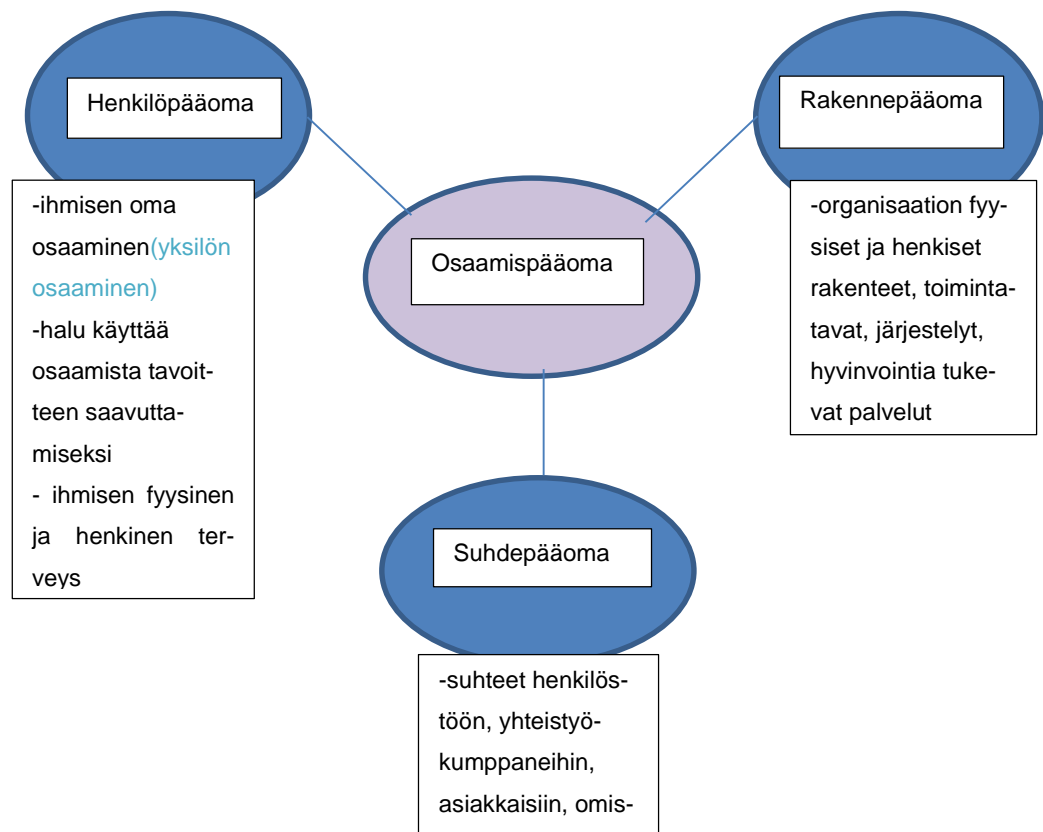 Henkilöpääoma
-ihmisen oma
osaaminen(yksilön
osaaminen)
-halu käyttää
osaamista tavoit-
teen saavutta-
miseksi
- ihmisen fyysinen
ja henkinen ter-
veys
Osaamispääoma
Rakennepääoma
-organisaation fyy-
siset ja henkiset
rakenteet, toiminta-
tavat, järjestelyt,
hyvinvointia tuke-
vat palvelut
Suhdepääoma
-suhteet henkilös-
töön, yhteistyö-
kumppaneihin,
asiakkaisiin, omis-